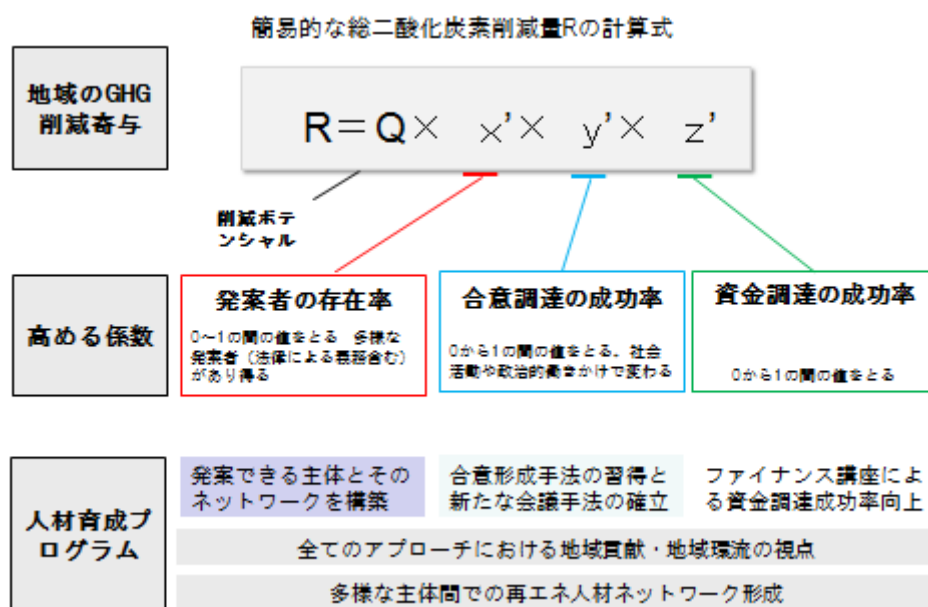 簡易的な総二酸化炭素削減量Rの計算式
地域のGHG
削減寄与
R＝Q× x’× y’× z’
削減ポテ
ンシャル
高める係数
発案者の存在率
0～1の間の値をとる 多様な
発案者（法律による義務含む）
があり得る
合意調達の成功率
0から1の間の値をとる。社会
活動や政治的働きかけで変わる
資金調達の成功率
0から1の間の値をとる
人材育成プ
ログラム
発案できる主体とその
ネットワークを構築
合意形成手法の習得と
新たな会議手法の確立
ファイナンス講座によ
る資金調達成功率向上
全てのアプローチにおける地域貢献・地域環流の視点
多様な主体間での再エネ人材ネットワーク形成